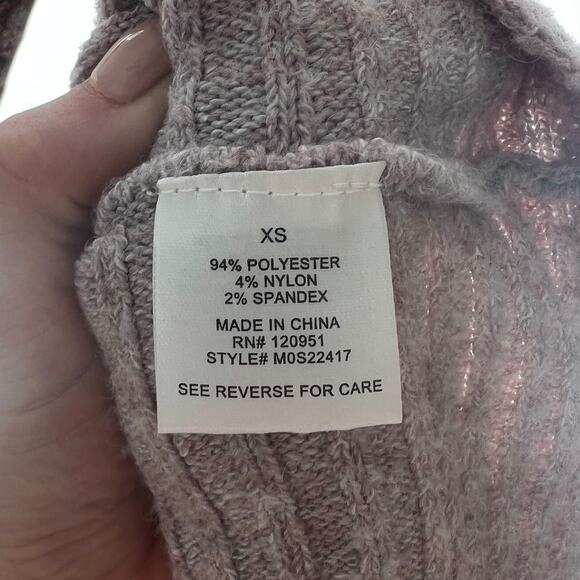 XS
94% POLYESTER
4% NYLON
2% SPANDEX
MADE IN CHINA
RN# 120951
STYLE# M0S22417
SEE REVERSE FOR CARE